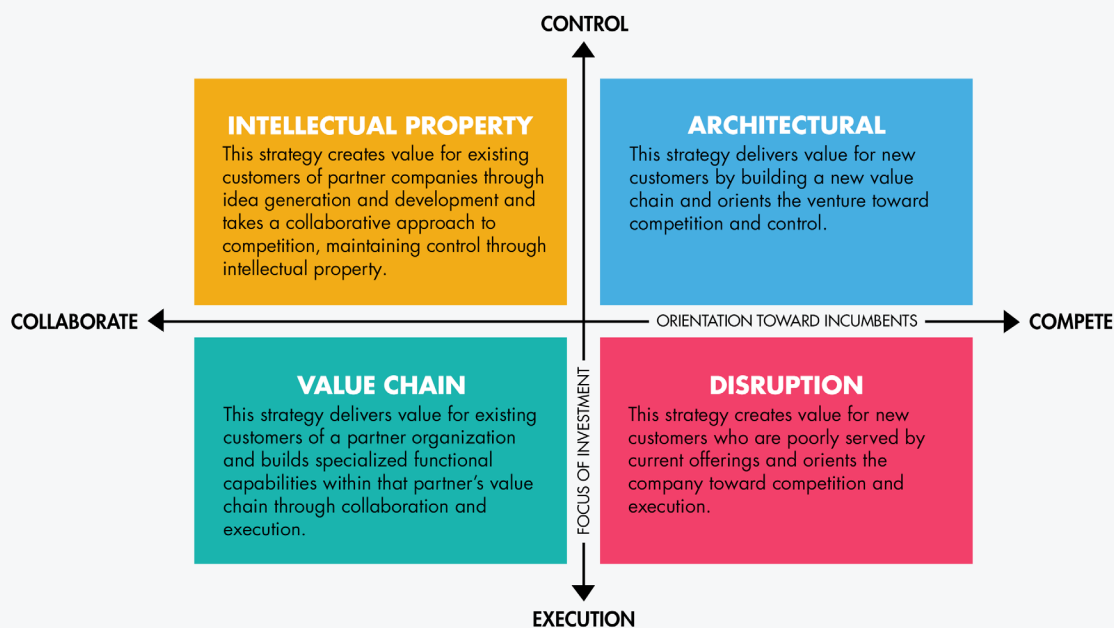 CONTROL
INTELLECTUAL PROPERTY
This strategy creates value for existing
customers of partner companies through
idea generation and development and
takes a collaborative approach to
competition, maintaining control through
intellectual property.
ARCHITECTURAL
This strategy delivers value for new
customers by building a new value
chain and orients the venture toward
competition and control.
COLLABORATE
ORIENTATION TOWARD INCUMBENTS
COMPETE
VALUE CHAIN
This strategy delivers value for existing
customers of a partner organization
and builds specialized functional
capabilities within that partner’s value
chain through collaboration and
execution.
FOCUS OF INVESTMENT
DISRUPTION
This strategy creates value for new
customers who are poorly served by
current offerings and orients the
company toward competition and
execution.
EXECUTION